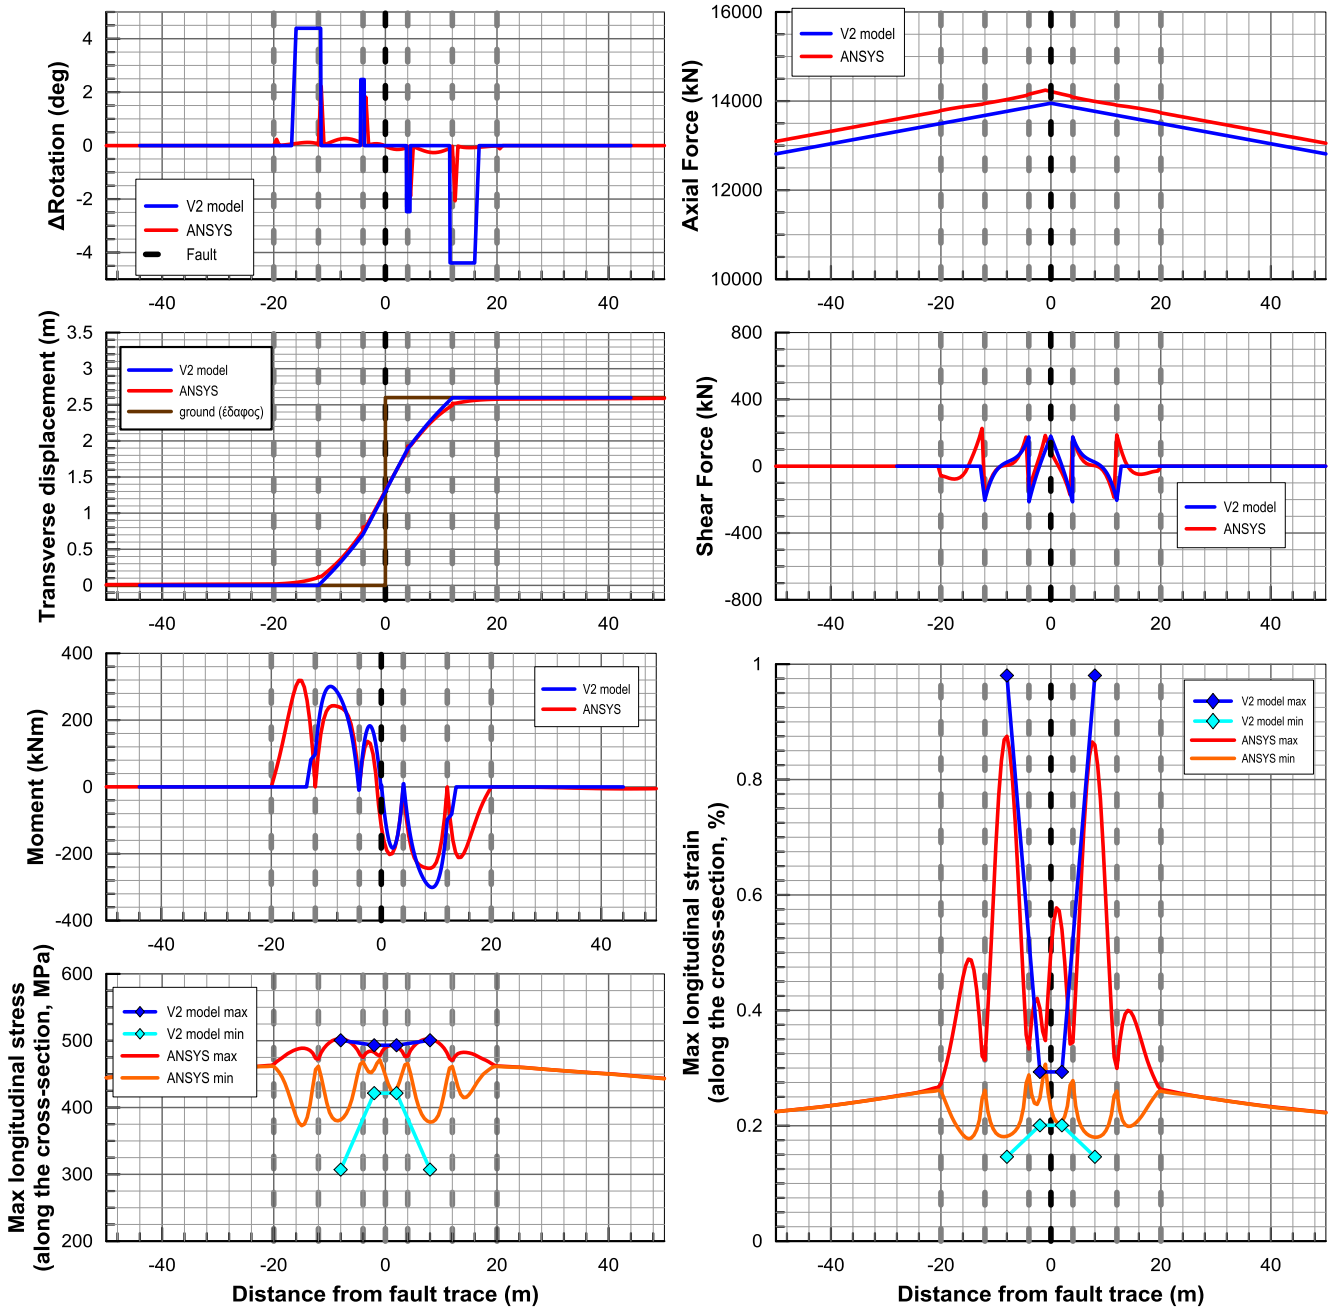 ΔRotation (deg)
4
2
0
-2
-4
V2 model
ANSYS
Fault
-40
-20
0
20
40
Axial Force (kN)
16000
14000
12000
10000
V2 model
ANSYS
-40
-20
0
20
40
Transverse displacement (m)
3.5
3
2.5
2
1.5
1
0.5
0
V2 model
ANSYS
ground (έδαφος)
-40
-20
0
20
40
Shear Force (kN)
800
400
0
-400
-800
V2 model
ANSYS
-40
-20
0
20
40
Moment (kNm)
400
200
0
-200
-400
V2 model
ANSYS
-40
-20
0
20
40
Max longitudinal stress
(along the cross-section, MPa)
600
500
400
300
200
V2 model max
V2 model min
ANSYS max
ANSYS min
-40
-20
0
20
40
Distance from fault trace (m)
Max longitudinal strain
(along the cross-section, %)
1
0.8
0.6
0.4
0.2
0
V2 model max
V2 model min
ANSYS max
ANSYS min
-40
-20
0
20
40
Distance from fault trace (m)